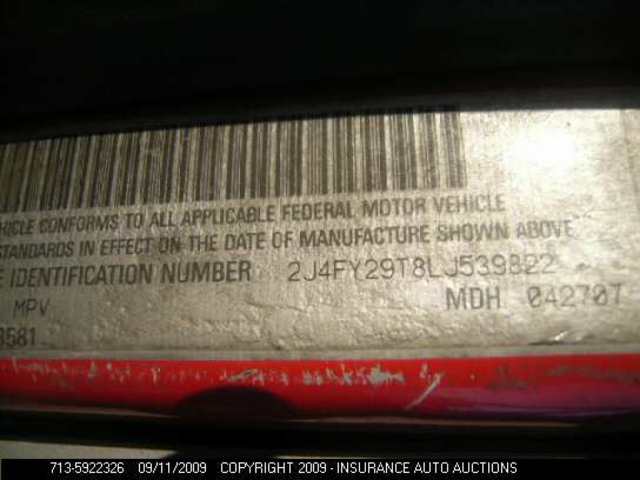 HICLE CONFORMS TO ALL APPLICABLE FEDERAL MOTOR VEHICLE
STANDARDS IN EFFECT ON THE DATE OF MANUFACTURE SHOWN ABOVE.
E IDENTIFICATION NUMBER 2J4FY29T8LJ539822
MPV MDH 042707
3581
713-5922326 09/11/2009 COPYRIGHT 2009 - INSURANCE AUTO AUCTIONS